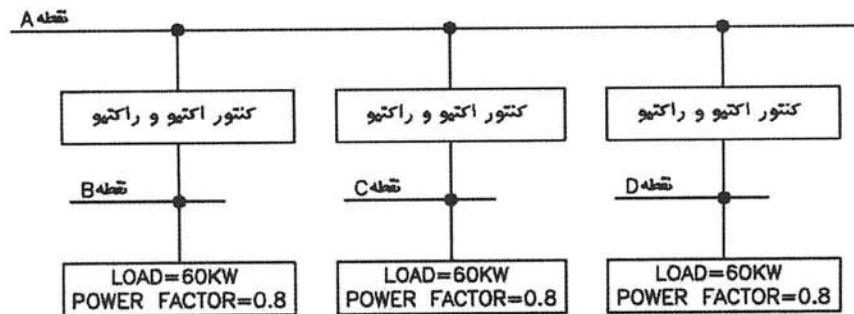 نقطه A
کنتور اکتیو و راکتیو
کنتور اکتیو و راکتیو
کنتور اکتیو و راکتیو
نقطه B
نقطه C
نقطه D
LOAD=60KW
POWER FACTOR=0.8
LOAD=60KW
POWER FACTOR=0.8
LOAD=60KW
POWER FACTOR=0.8